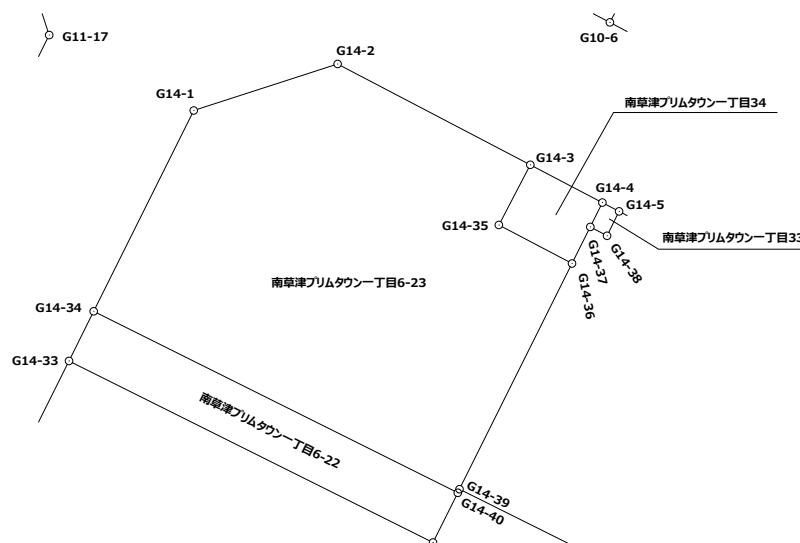 G11-17
G10-6
G14-2
G14-1
南草津プリムタウン一丁目34
G14-3
G14-4
G14-5
G14-35
南草津プリムタウン一丁目33
G14-37
G14-38
G14-36
南草津プリムタウン一丁目6-23
G14-34
G14-33
南草津プリムタウン一丁目6-22
G14-39
G14-40